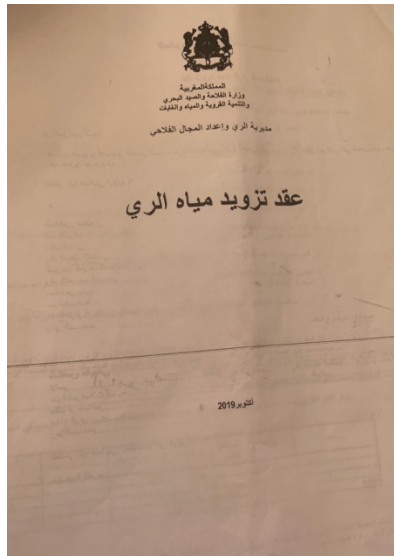 المملكة المغربية
وزارة الفلاحة والصيد البحري
والتنمية القروية والمياه والغابات
مديرية الري وإعداد المجال الفلاحي
عقد تزويد مياه الري
أكتوبر 2019